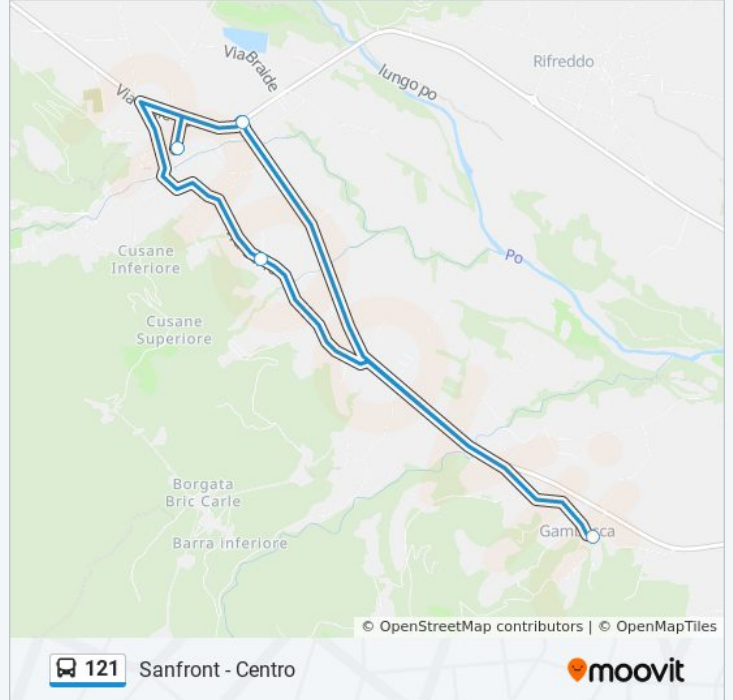 Rifreddo
Via Braide
lungo po
Via
Po
Cusane
Inferiore
Cusane
Superiore
Borgata
Bric Carle
Barra inferiore
© OpenStreetMap contributors | © OpenMapTiles
121 Sanfront - Centro
moovit